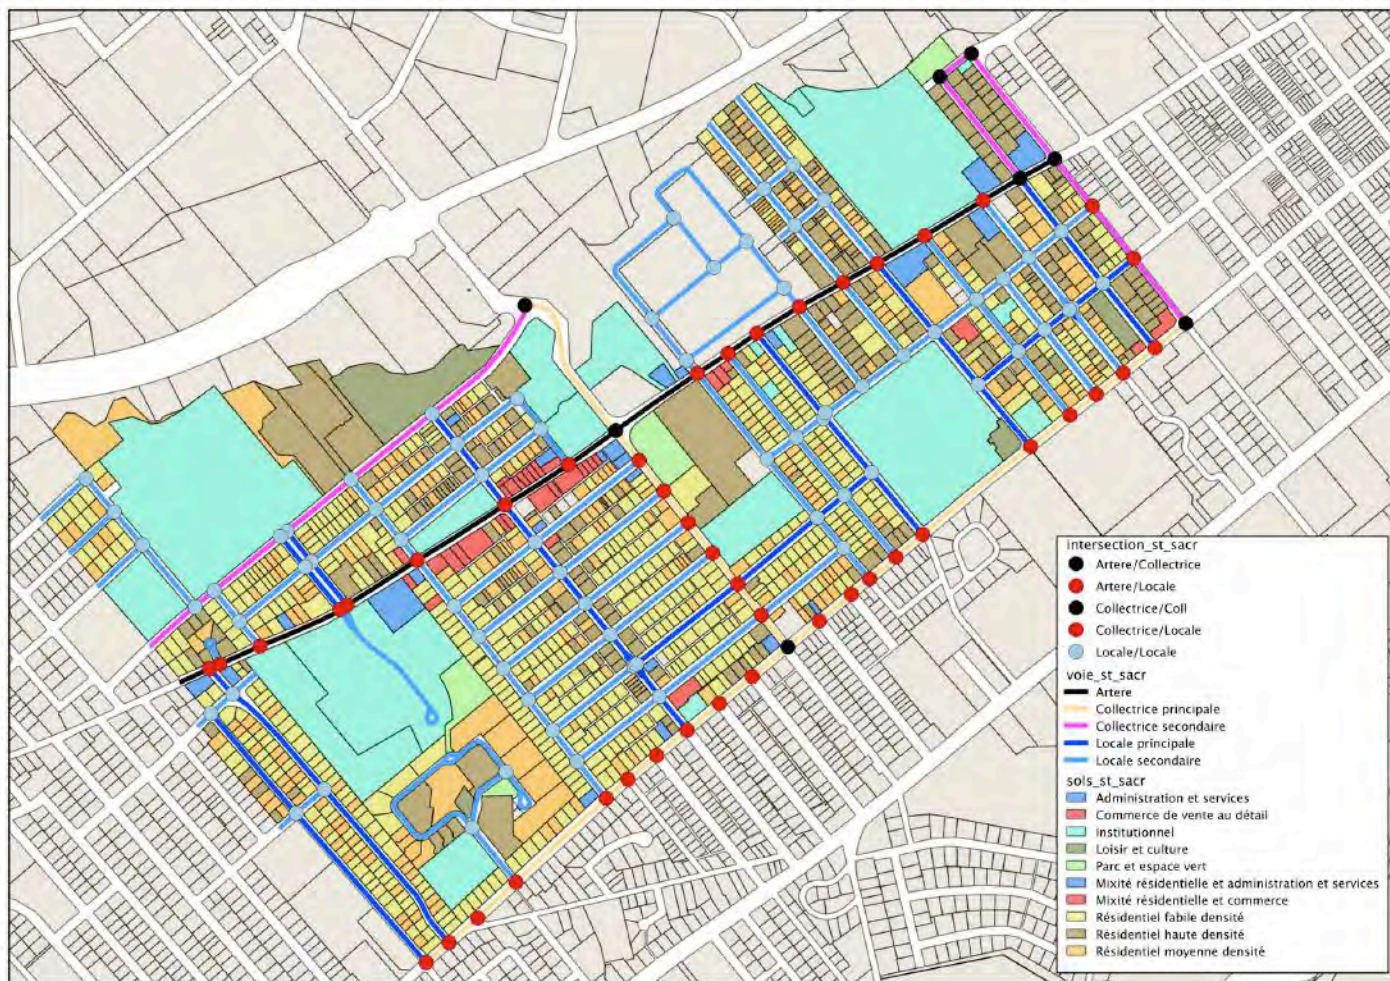 intersection_st_sacr
Artere/Collectrice
Artere/Locale
Collectrice/Coll
Collectrice/Locale
Locale/Locale
voie_st_sacr
Artere
Collectrice principale
Collectrice secondaire
Locale principale
Locale secondaire
sols_st_sacr
Administration et services
Commerce de vente au détail
Institutionnel
Loisir et culture
Parc et espace vert
Mixité résidentielle et administration et services
Mixité résidentielle et commerce
Résidentiel fabile densité
Résidentiel haute densité
Résidentiel moyenne densité